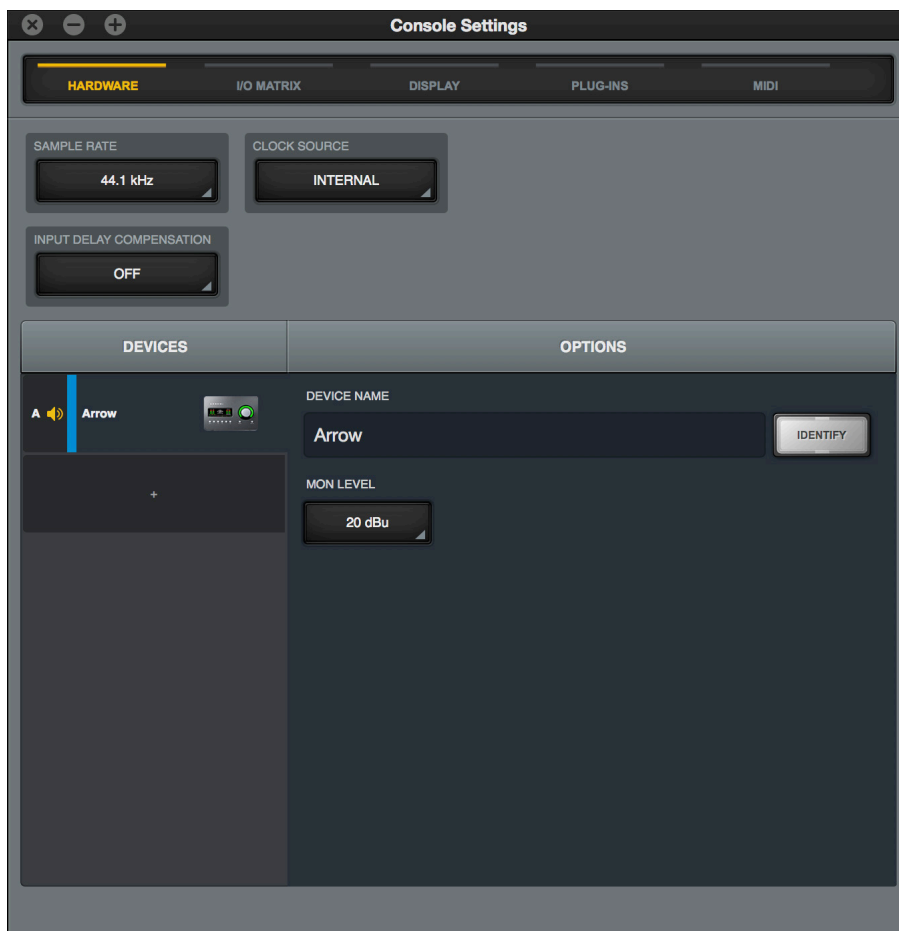 Console Settings
HARDWARE I/O MATRIX DISPLAY PLUG-INS MIDI
SAMPLE RATE CLOCK SOURCE
44.1 kHz INTERNAL
INPUT DELAY COMPENSATION
OFF
DEVICES OPTIONS
A Arrow
DEVICE NAME
Arrow IDENTIFY
+
MON LEVEL
20 dBu